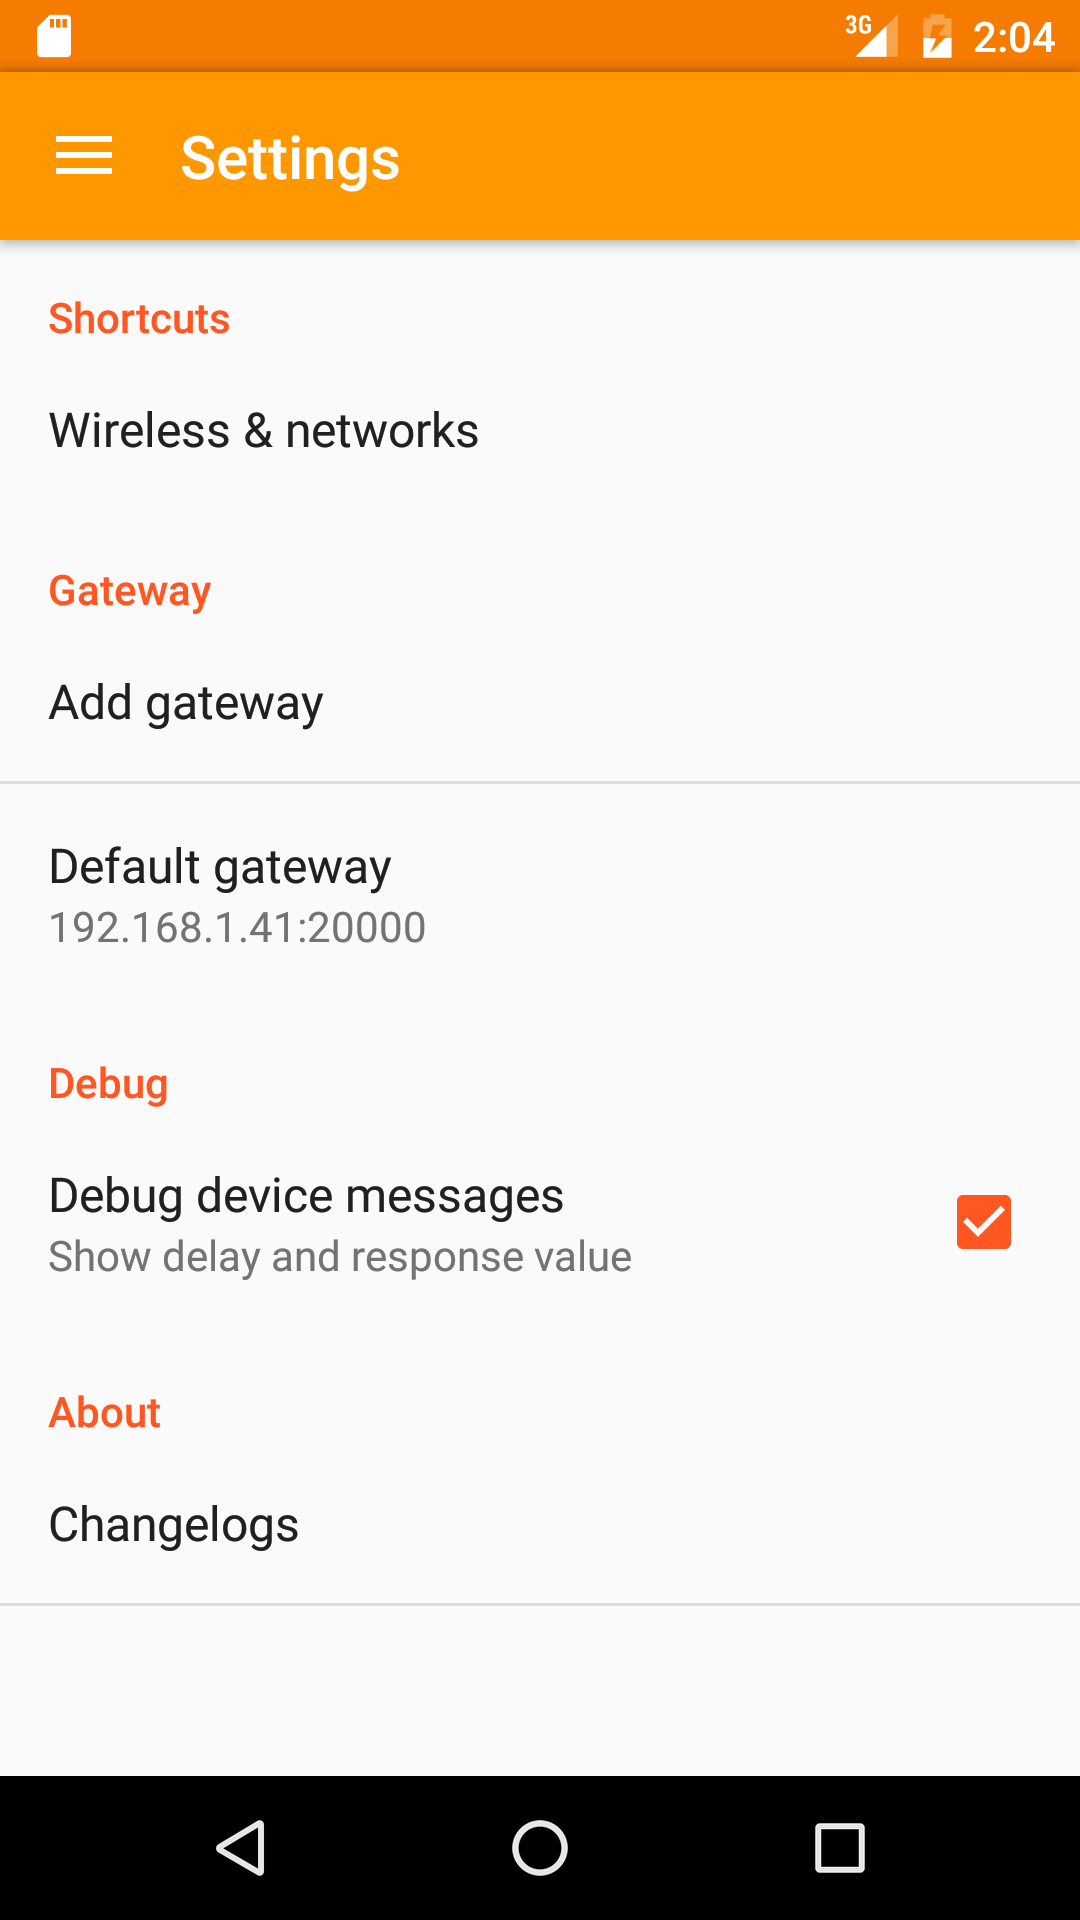 3G 2:04
Settings
Shortcuts
Wireless & networks
Gateway
Add gateway
Default gateway
192.168.1.41:20000
Debug
Debug device messages
Show delay and response value
About
Changelogs